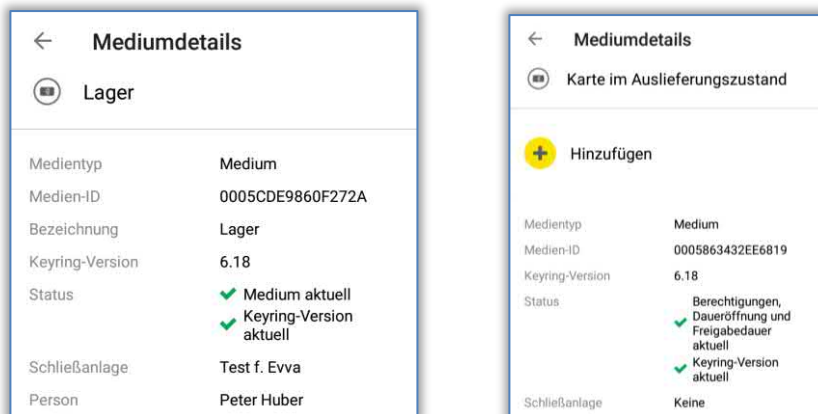 Mediumdetails
Lager
Medientyp Medium
Medien-ID 0005CDE9860F272A
Bezeichnung Lager
Keyring-Version 6.18
Status Medium aktuell
Keyring-Version
aktuell
Schließanlage Test f. Evva
Person Peter Huber
Mediumdetails
Karte im Auslieferungszustand
Hinzufügen
Medientyp Medium
Medien-ID 0005863432EE6819
Keyring-Version 6.18
Status Berechtigungen,
Daueröffnung und
Freigabedauer
aktuell
Keyring-Version
aktuell
Schließanlage Keine